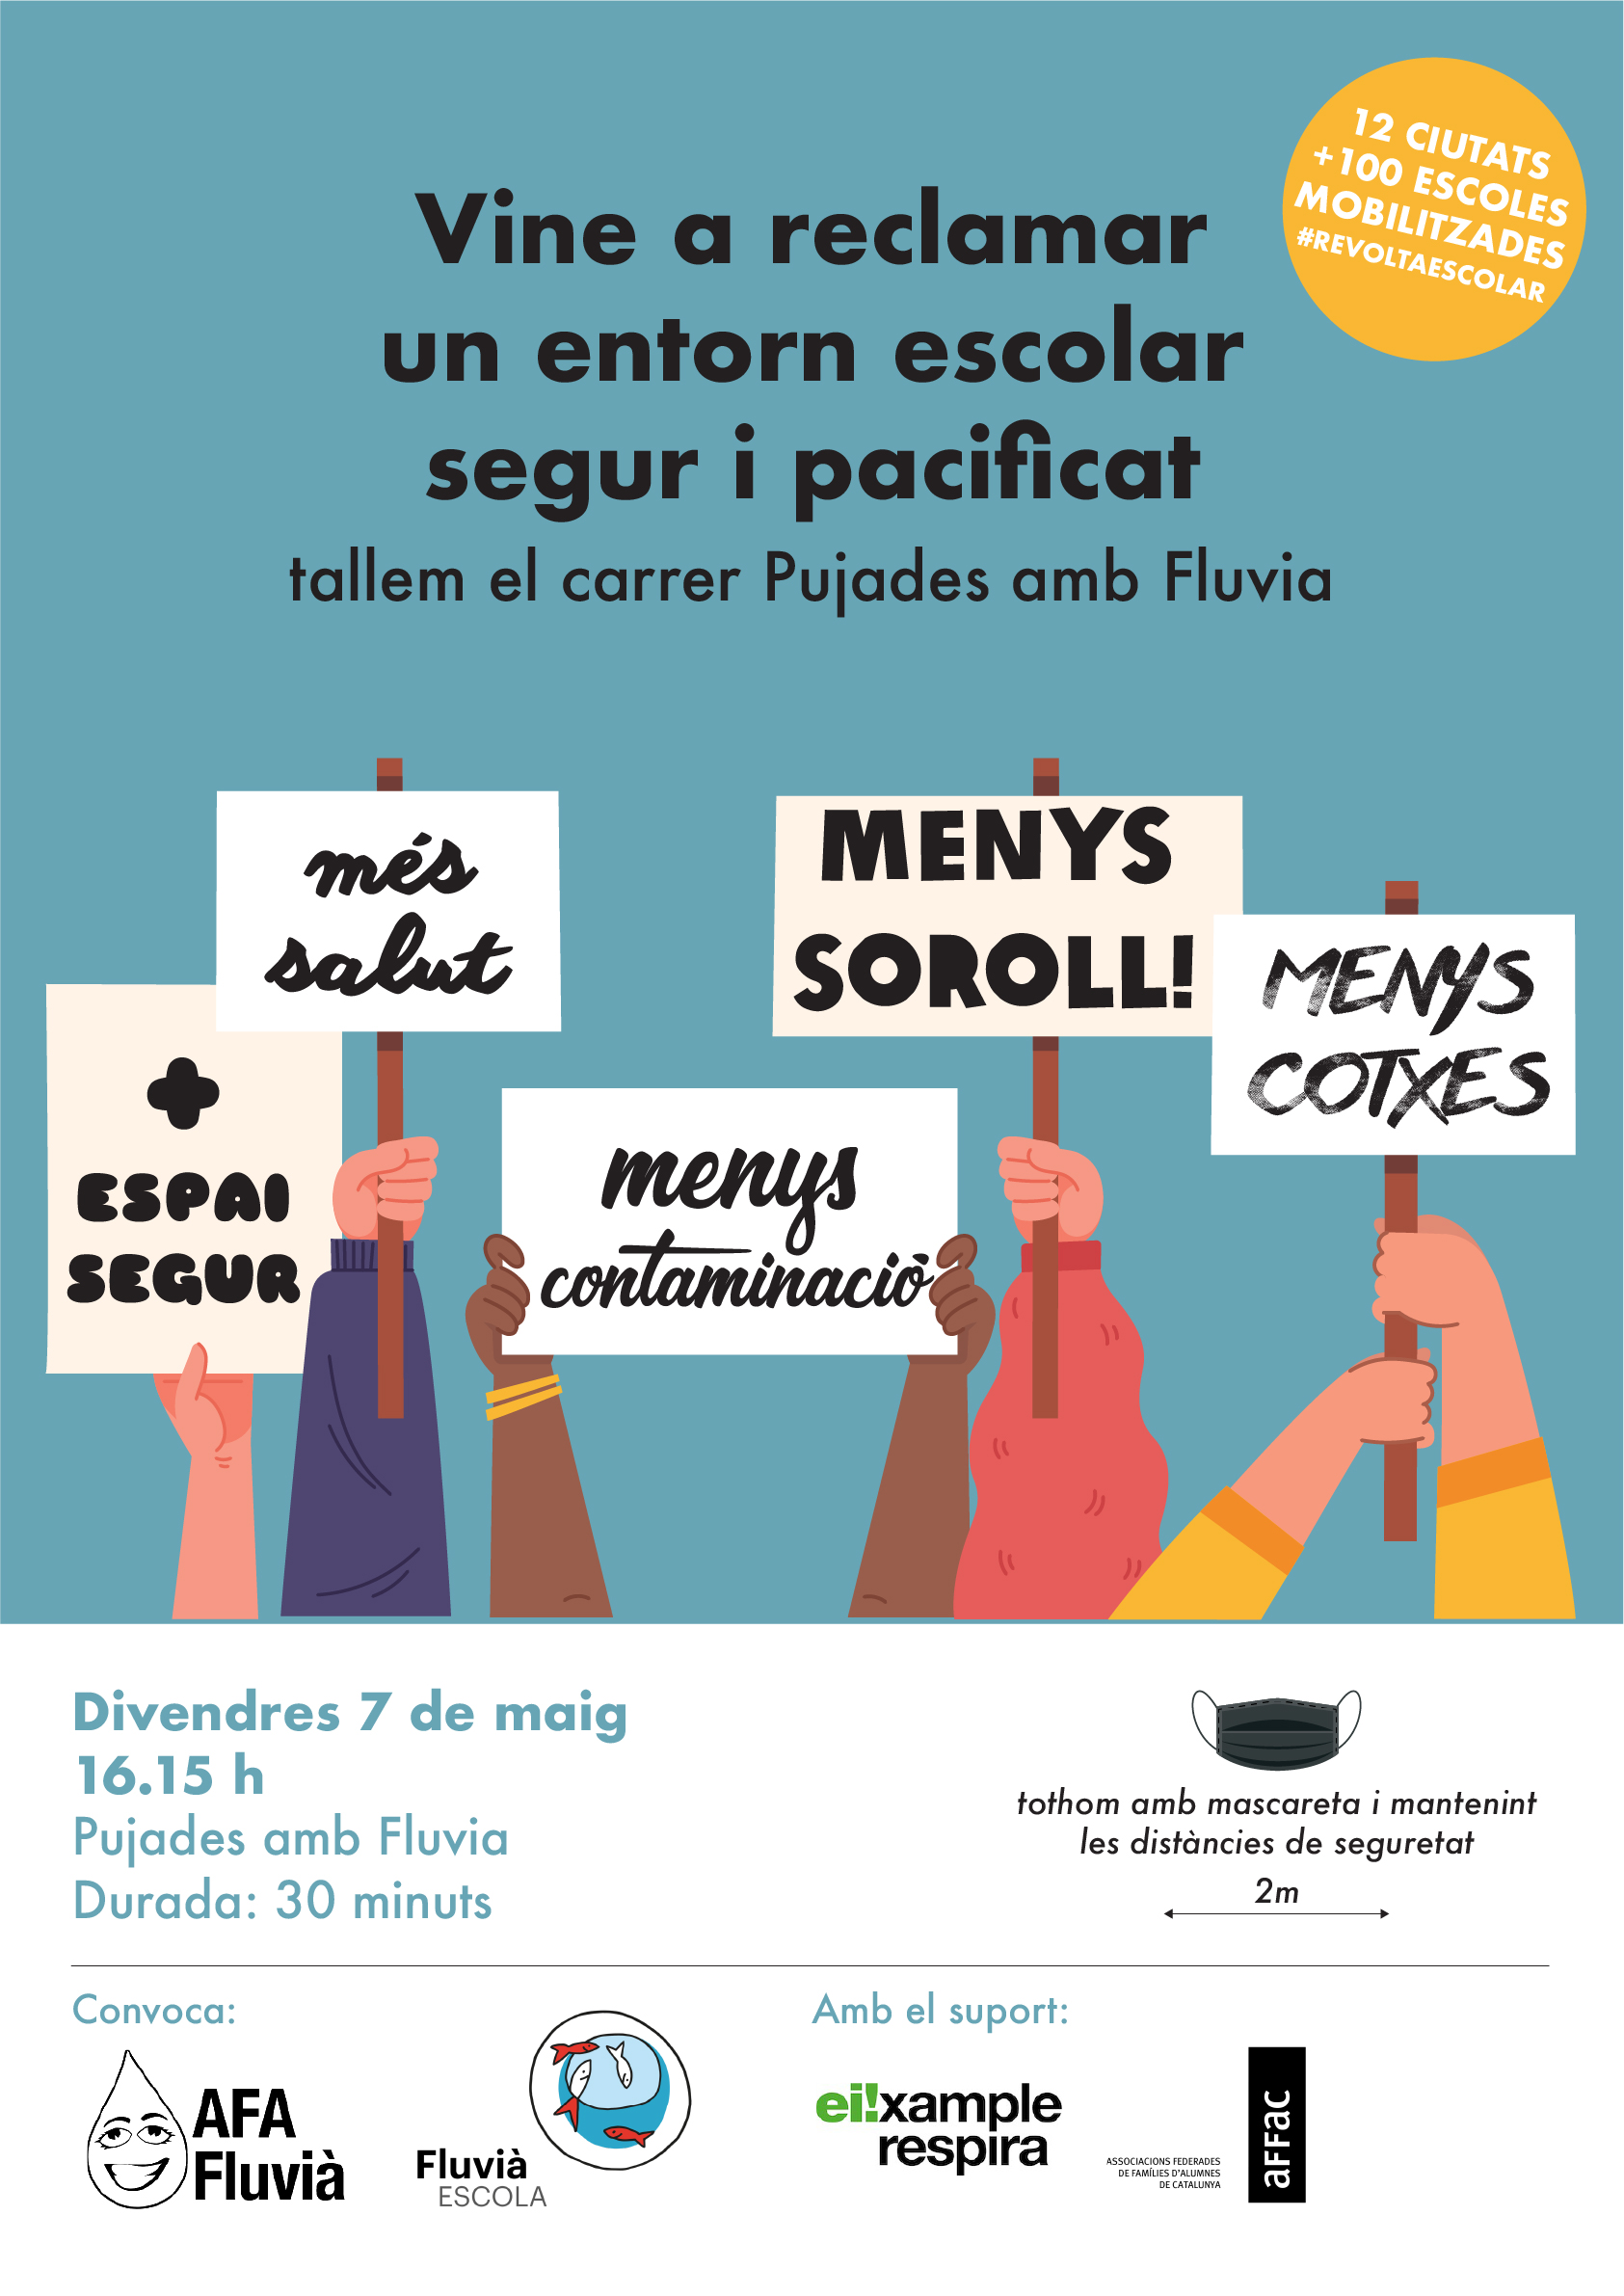 12 CIUTATS
+100 ESCOLES
MOBILITZADES
#REVOLTAESCOLAR
Vine a reclamar
un entorn escolar
segur i pacificat
tallem el carrer Pujades amb Fluvia
més
salut
MENYS
SOROLL!
MENYS
COTXES
+
ESPAI
SEGUR
menys
contaminació
Divendres 7 de maig
16.15 h
Pujades amb Fluvia
Durada: 30 minuts
tothom amb mascareta i mantenint
les distàncies de seguretat
2m
Convoca:
AFA
Fluvià
Fluvià
ESCOLA
Amb el suport:
ei!xample
respira
ASSOCIACIONS FEDERADES
DE FAMÍLIES D'ALUMNES
DE CATALUNYA
aFFac